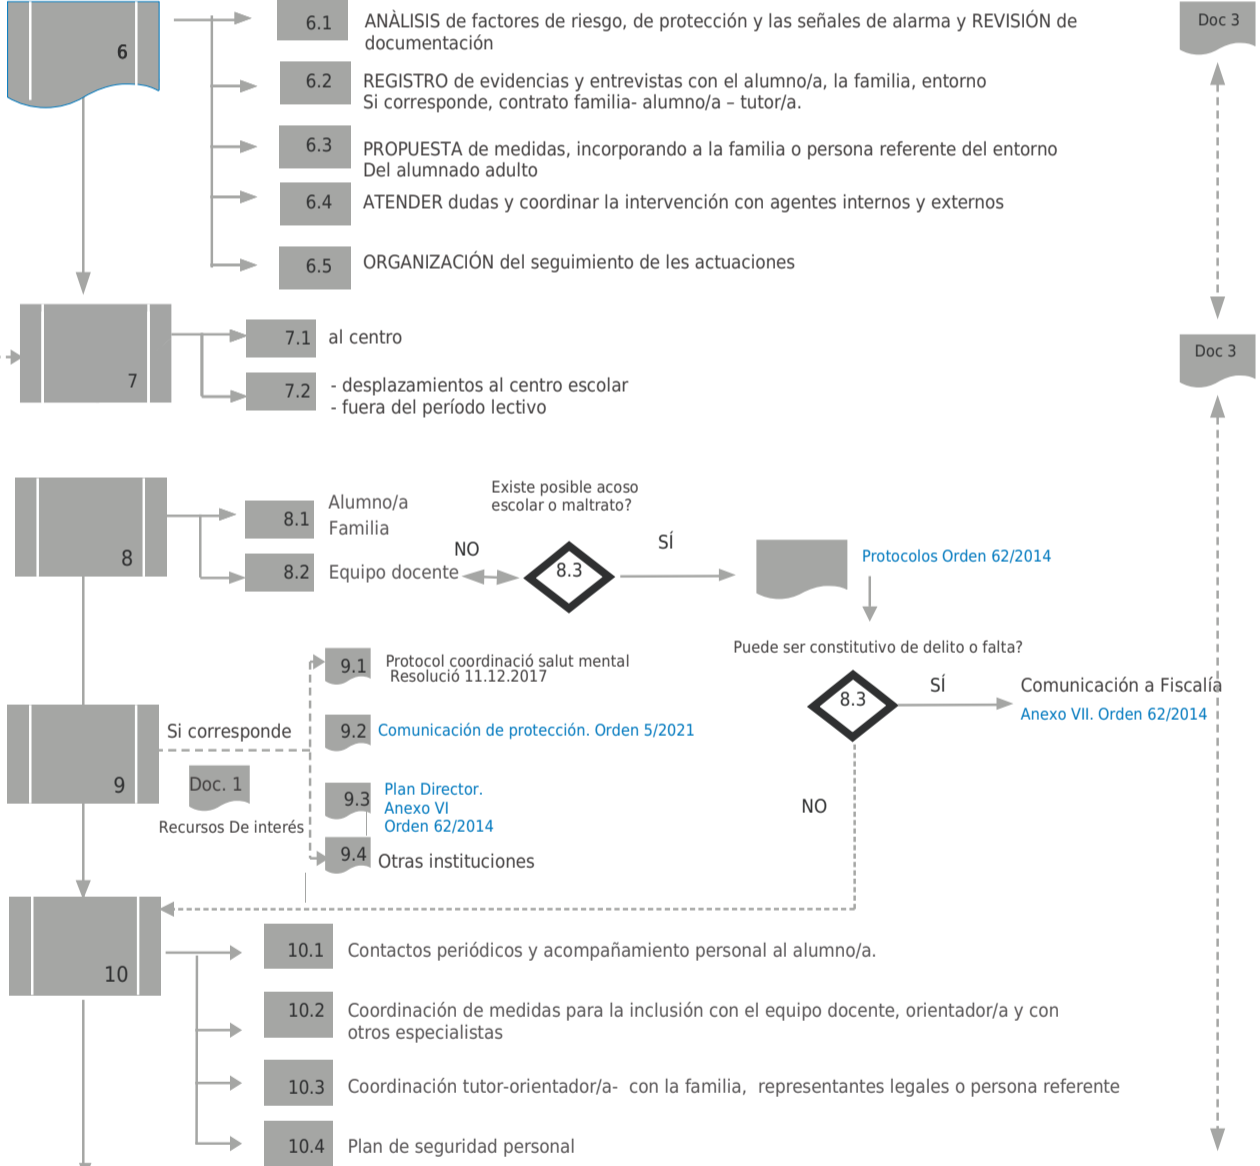 6
6.1
ANÀLISIS de factores de riesgo, de protección y las señales de alarma y REVISIÓN de
documentación
Doc 3
6.2
REGISTRO de evidencias y entrevistas con el alumno/a, la familia, entorno
Si corresponde, contrato familia- alumno/a – tutor/a.
6.3
PROPUESTA de medidas, incorporando a la familia o persona referente del entorno
Del alumnado adulto
6.4
ATENDER dudas y coordinar la intervención con agentes internos y externos
6.5
ORGANIZACIÓN del seguimiento de les actuaciones
7
7.1
al centro
Doc 3
7.2
- desplazamientos al centro escolar
- fuera del período lectivo
8
8.1
Alumno/a
Familia
8.2
Equipo docente
Existe posible acoso
escolar o maltrato?
NO
8.3
SÍ
Protocolos Orden 62/2014
Puede ser constitutivo de delito o falta?
8.3
SÍ
Comunicación a Fiscalía
Anexo VII. Orden 62/2014
NO
9
Si corresponde
Doc. 1
Recursos De interés
9.1
Protocol coordinació salut mental
Resolució 11.12.2017
9.2
Comunicación de protección. Orden 5/2021
9.3
Plan Director.
Anexo VI
Orden 62/2014
9.4
Otras instituciones
10
10.1
Contactos periódicos y acompañamiento personal al alumno/a.
10.2
Coordinación de medidas para la inclusión con el equipo docente, orientador/a y con
otros especialistas
10.3
Coordinación tutor-orientador/a- con la familia, representantes legales o persona referente
10.4
Plan de seguridad personal